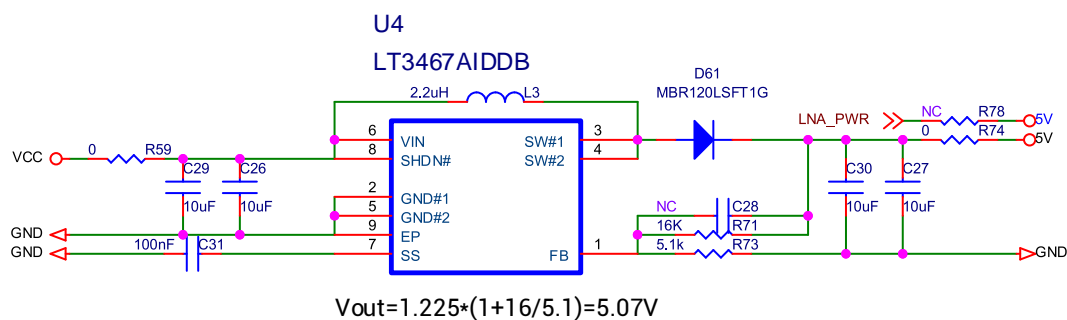 U4
LT3467AIDDB
D61
MBR120LSFT1G
2.2uH L3
LNA_PWR NC R78 5V
6 VIN SW#1 3
0 R74 5V
VCC 0 R59 8 SHDN# SW#2 4
C29 C26 C30 C27
2 GND#1
10uF 10uF NC C28 10uF 10uF
5 GND#2
16K R71
GND 9 EP
100nF C31 5.1k R73
GND 7 SS FB 1 GND
Vout=1.225*(1+16/5.1)=5.07V